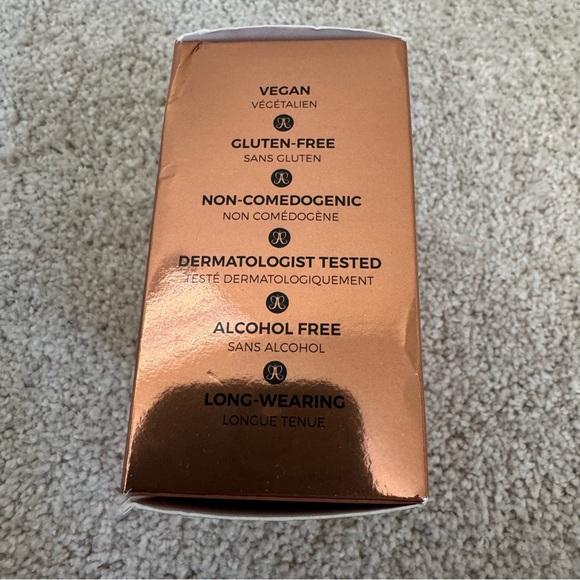 VEGAN
VÉGÉTALIEN
GLUTEN-FREE
SANS GLUTEN
NON-COMEDOGENIC
NON COMÉDOGÈNE
DERMATOLOGIST TESTED
TESTÉ DERMATOLOGIQUEMENT
ALCOHOL FREE
SANS ALCOHOL
LONG-WEARING
LONGUE TENUE